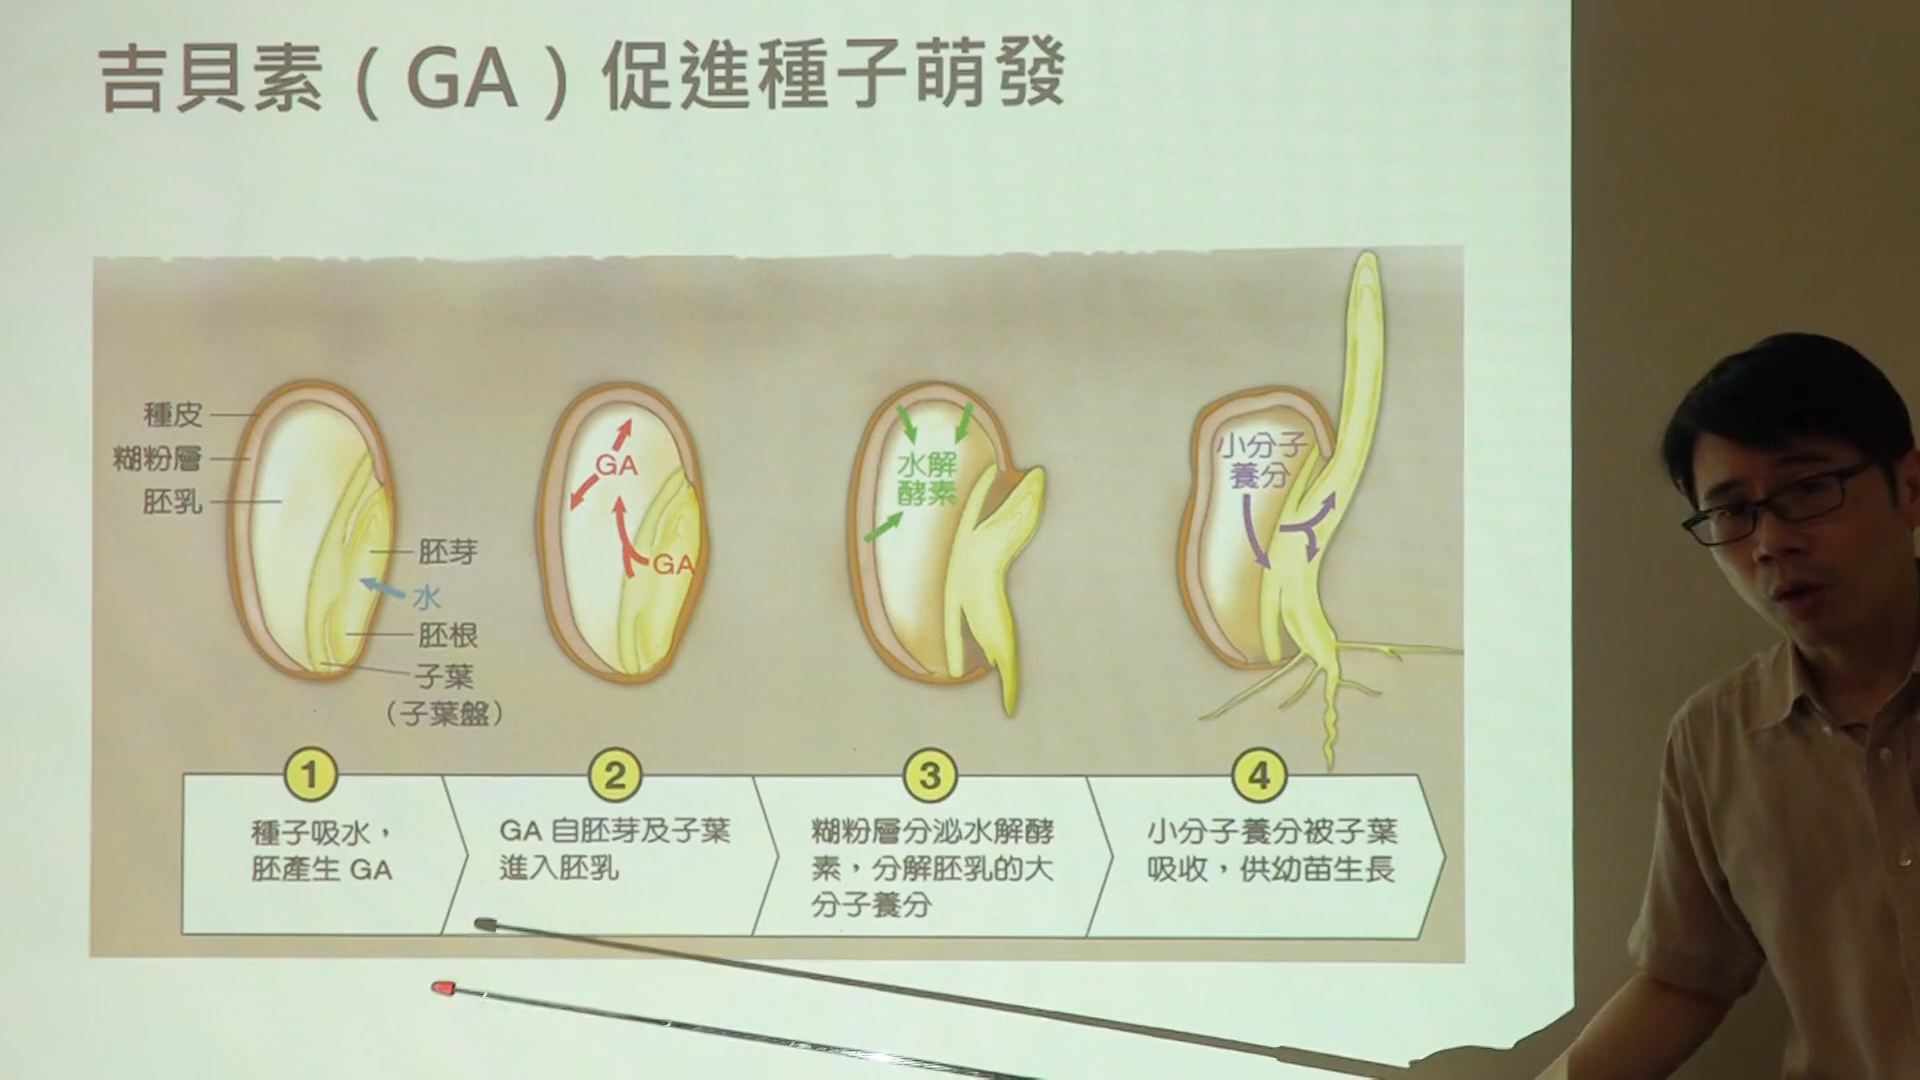 吉貝素（GA）促進種子萌發
種皮
糊粉層
胚乳
胚芽
水
胚根
子葉
（子葉盤）
GA
GA
水解
酵素
小分子
養分
1
種子吸水，
胚產生 GA
2
GA 自胚芽及子葉
進入胚乳
3
糊粉層分泌水解酵
素，分解胚乳的大
分子養分
4
小分子養分被子葉
吸收，供幼苗生長